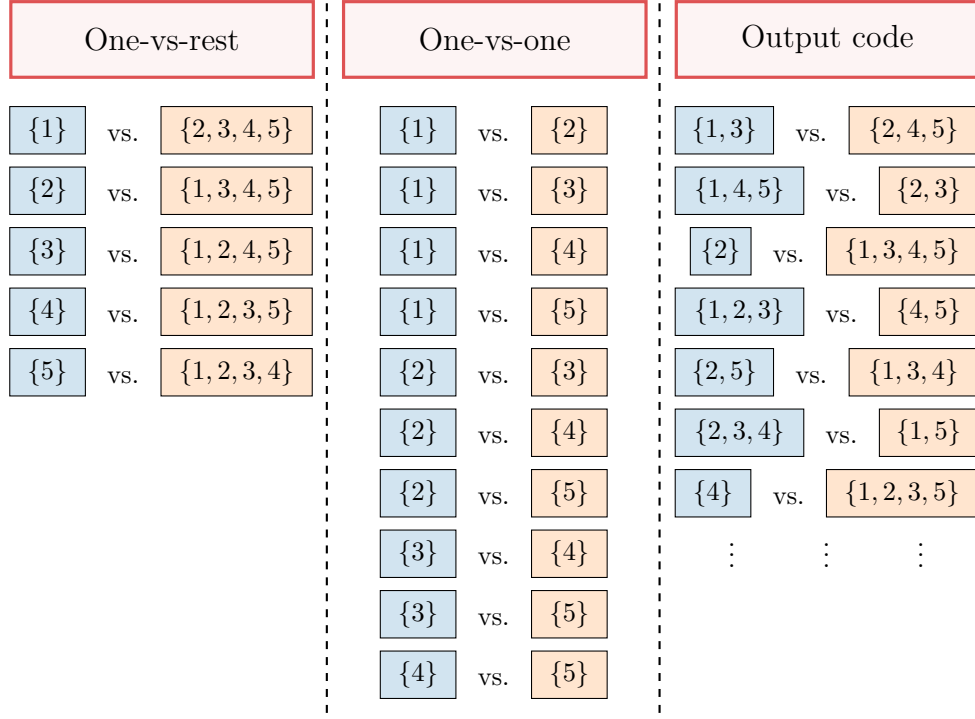 One-vs-rest
{1} vs. {2, 3, 4, 5}
{2} vs. {1, 3, 4, 5}
{3} vs. {1, 2, 4, 5}
{4} vs. {1, 2, 3, 5}
{5} vs. {1, 2, 3, 4}
One-vs-one
{1} vs. {2}
{1} vs. {3}
{1} vs. {4}
{1} vs. {5}
{2} vs. {3}
{2} vs. {4}
{2} vs. {5}
{3} vs. {4}
{3} vs. {5}
{4} vs. {5}
Output code
{1, 3} vs. {2, 4, 5}
{1, 4, 5} vs. {2, 3}
{2} vs. {1, 3, 4, 5}
{1, 2, 3} vs. {4, 5}
{2, 5} vs. {1, 3, 4}
{2, 3, 4} vs. {1, 5}
{4} vs. {1, 2, 3, 5}
⋮ ⋮ ⋮